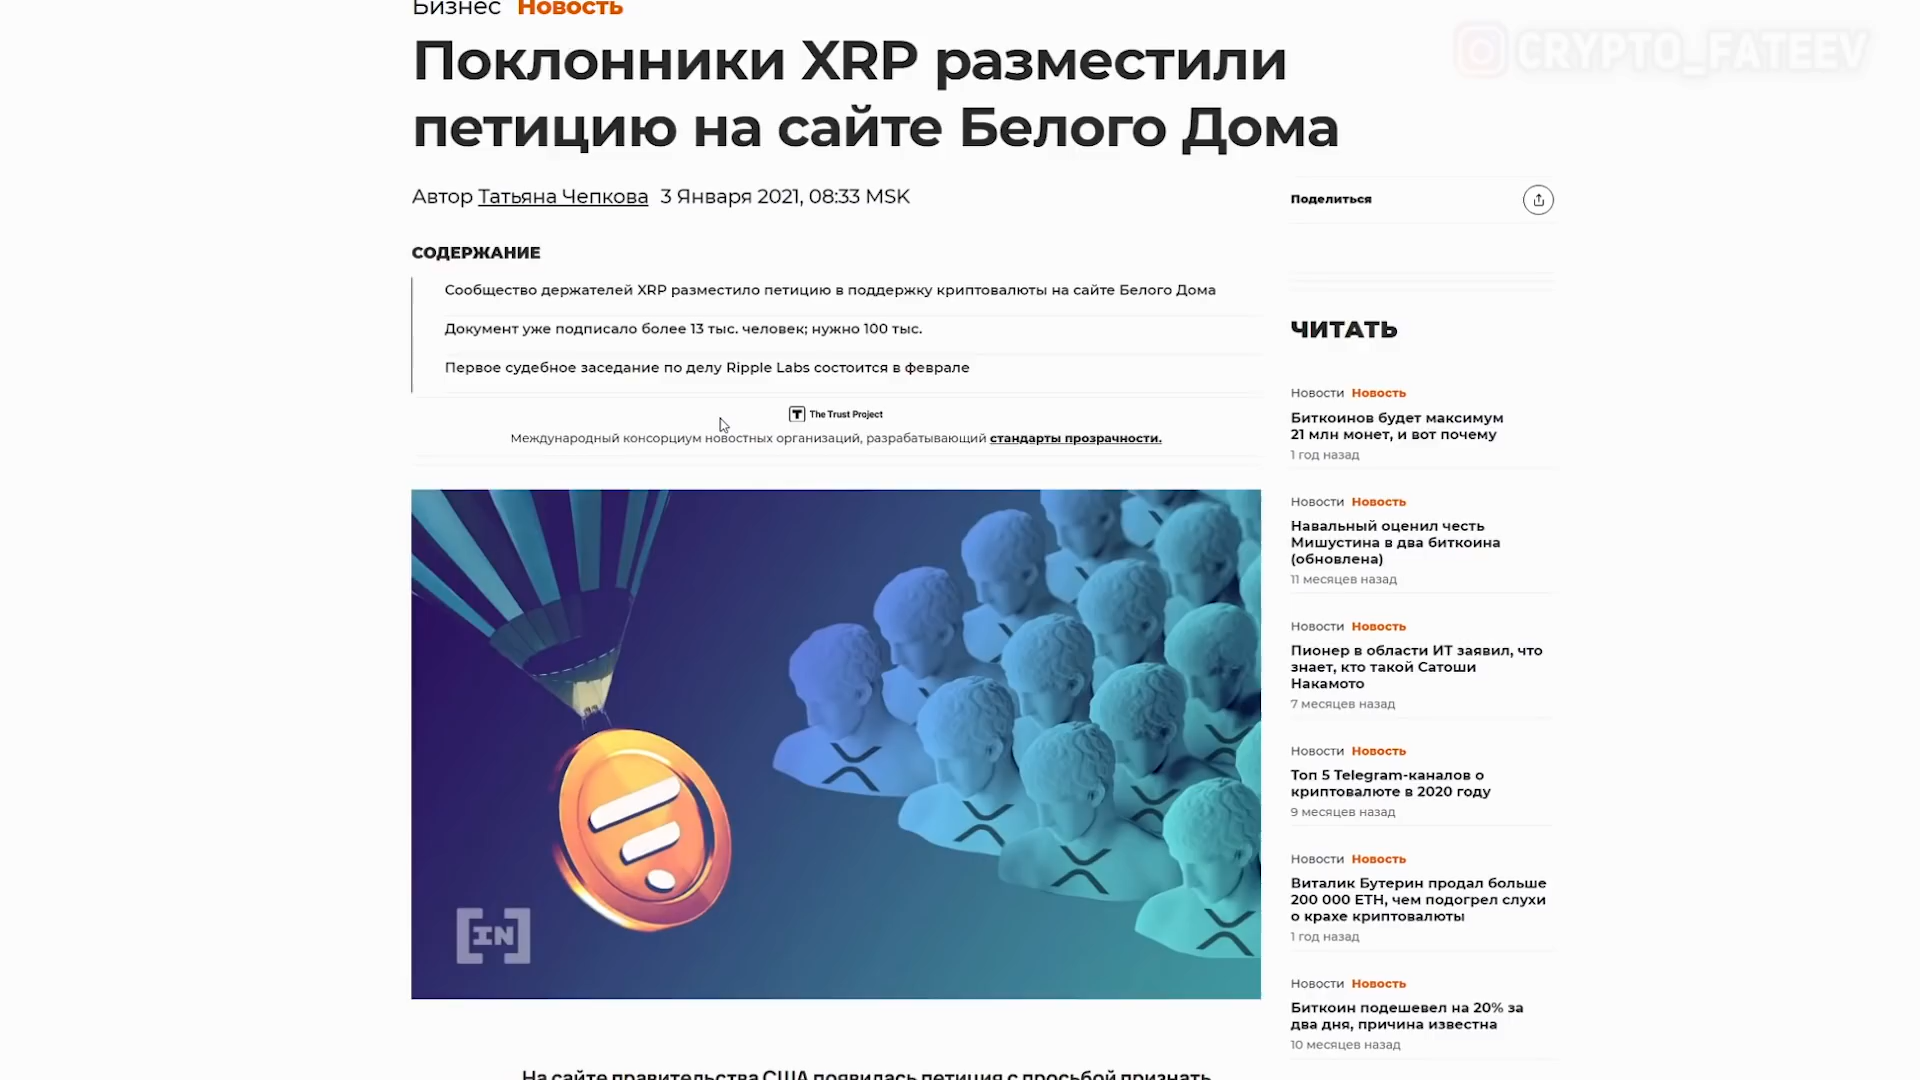 Бизнес Новость
CRYPTO_FATEEV
Поклонники XRP разместили
петицию на сайте Белого Дома
Автор Татьяна Чепкова 3 Января 2021, 08:33 MSK
СОДЕРЖАНИЕ
Сообщество держателей XRP разместило петицию в поддержку криптовалюты на сайте Белого Дома
Документ уже подписало более 13 тыс. человек; нужно 100 тыс.
Первое судебное заседание по делу Ripple Labs состоится в феврале
T The Trust Project
Международный консорциум новостных организаций, разрабатывающий стандарты прозрачности.
[IN]
На сайте правительства США появилась петиция с просьбой признать
Поделиться
ЧИТАТЬ
Новости Новость
Биткоинов будет максимум
21 млн монет, и вот почему
1 год назад
Новости Новость
Навальный оценил честь
Мишустина в два биткоина
(обновлена)
11 месяцев назад
Новости Новость
Пионер в области ИТ заявил, что
знает, кто такой Сатоши
Накамото
7 месяцев назад
Новости Новость
Топ 5 Telegram-каналов о
криптовалюте в 2020 году
9 месяцев назад
Новости Новость
Виталик Бутерин продал больше
200 000 ETH, чем подогрел слухи
о крахе криптовалюты
1 год назад
Новости Новость
Биткоин подешевел на 20% за
два дня, причина известна
10 месяцев назад